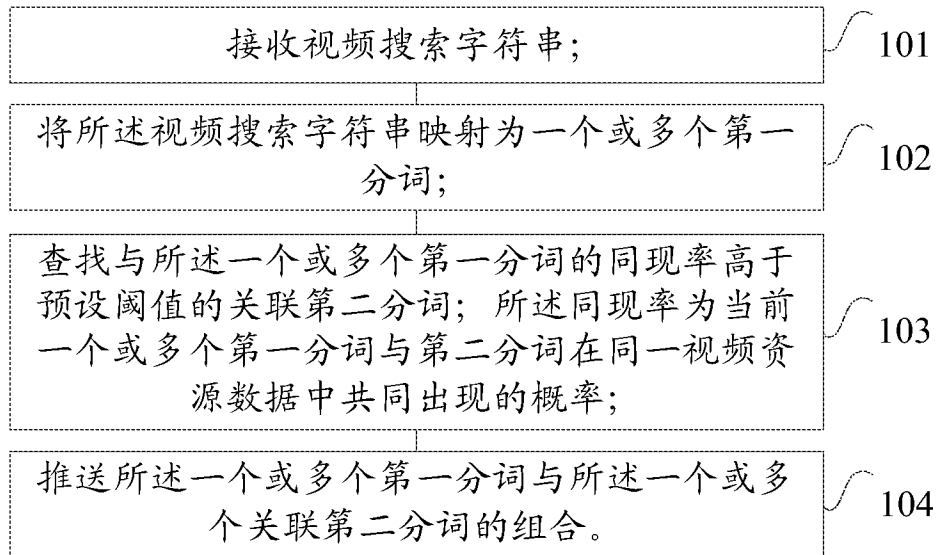 接收视频搜索字符串;
101
将所述视频搜索字符串映射为一个或多个第一
分词;
102
查找与所述一个或多个第一分词的同现率高于
预设阈值的关联第二分词; 所述同现率为当前
一个或多个第一分词与第二分词在同一视频资
源数据中共同出现的概率;
103
推送所述一个或多个第一分词与所述一个或多
个关联第二分词的组合。
104